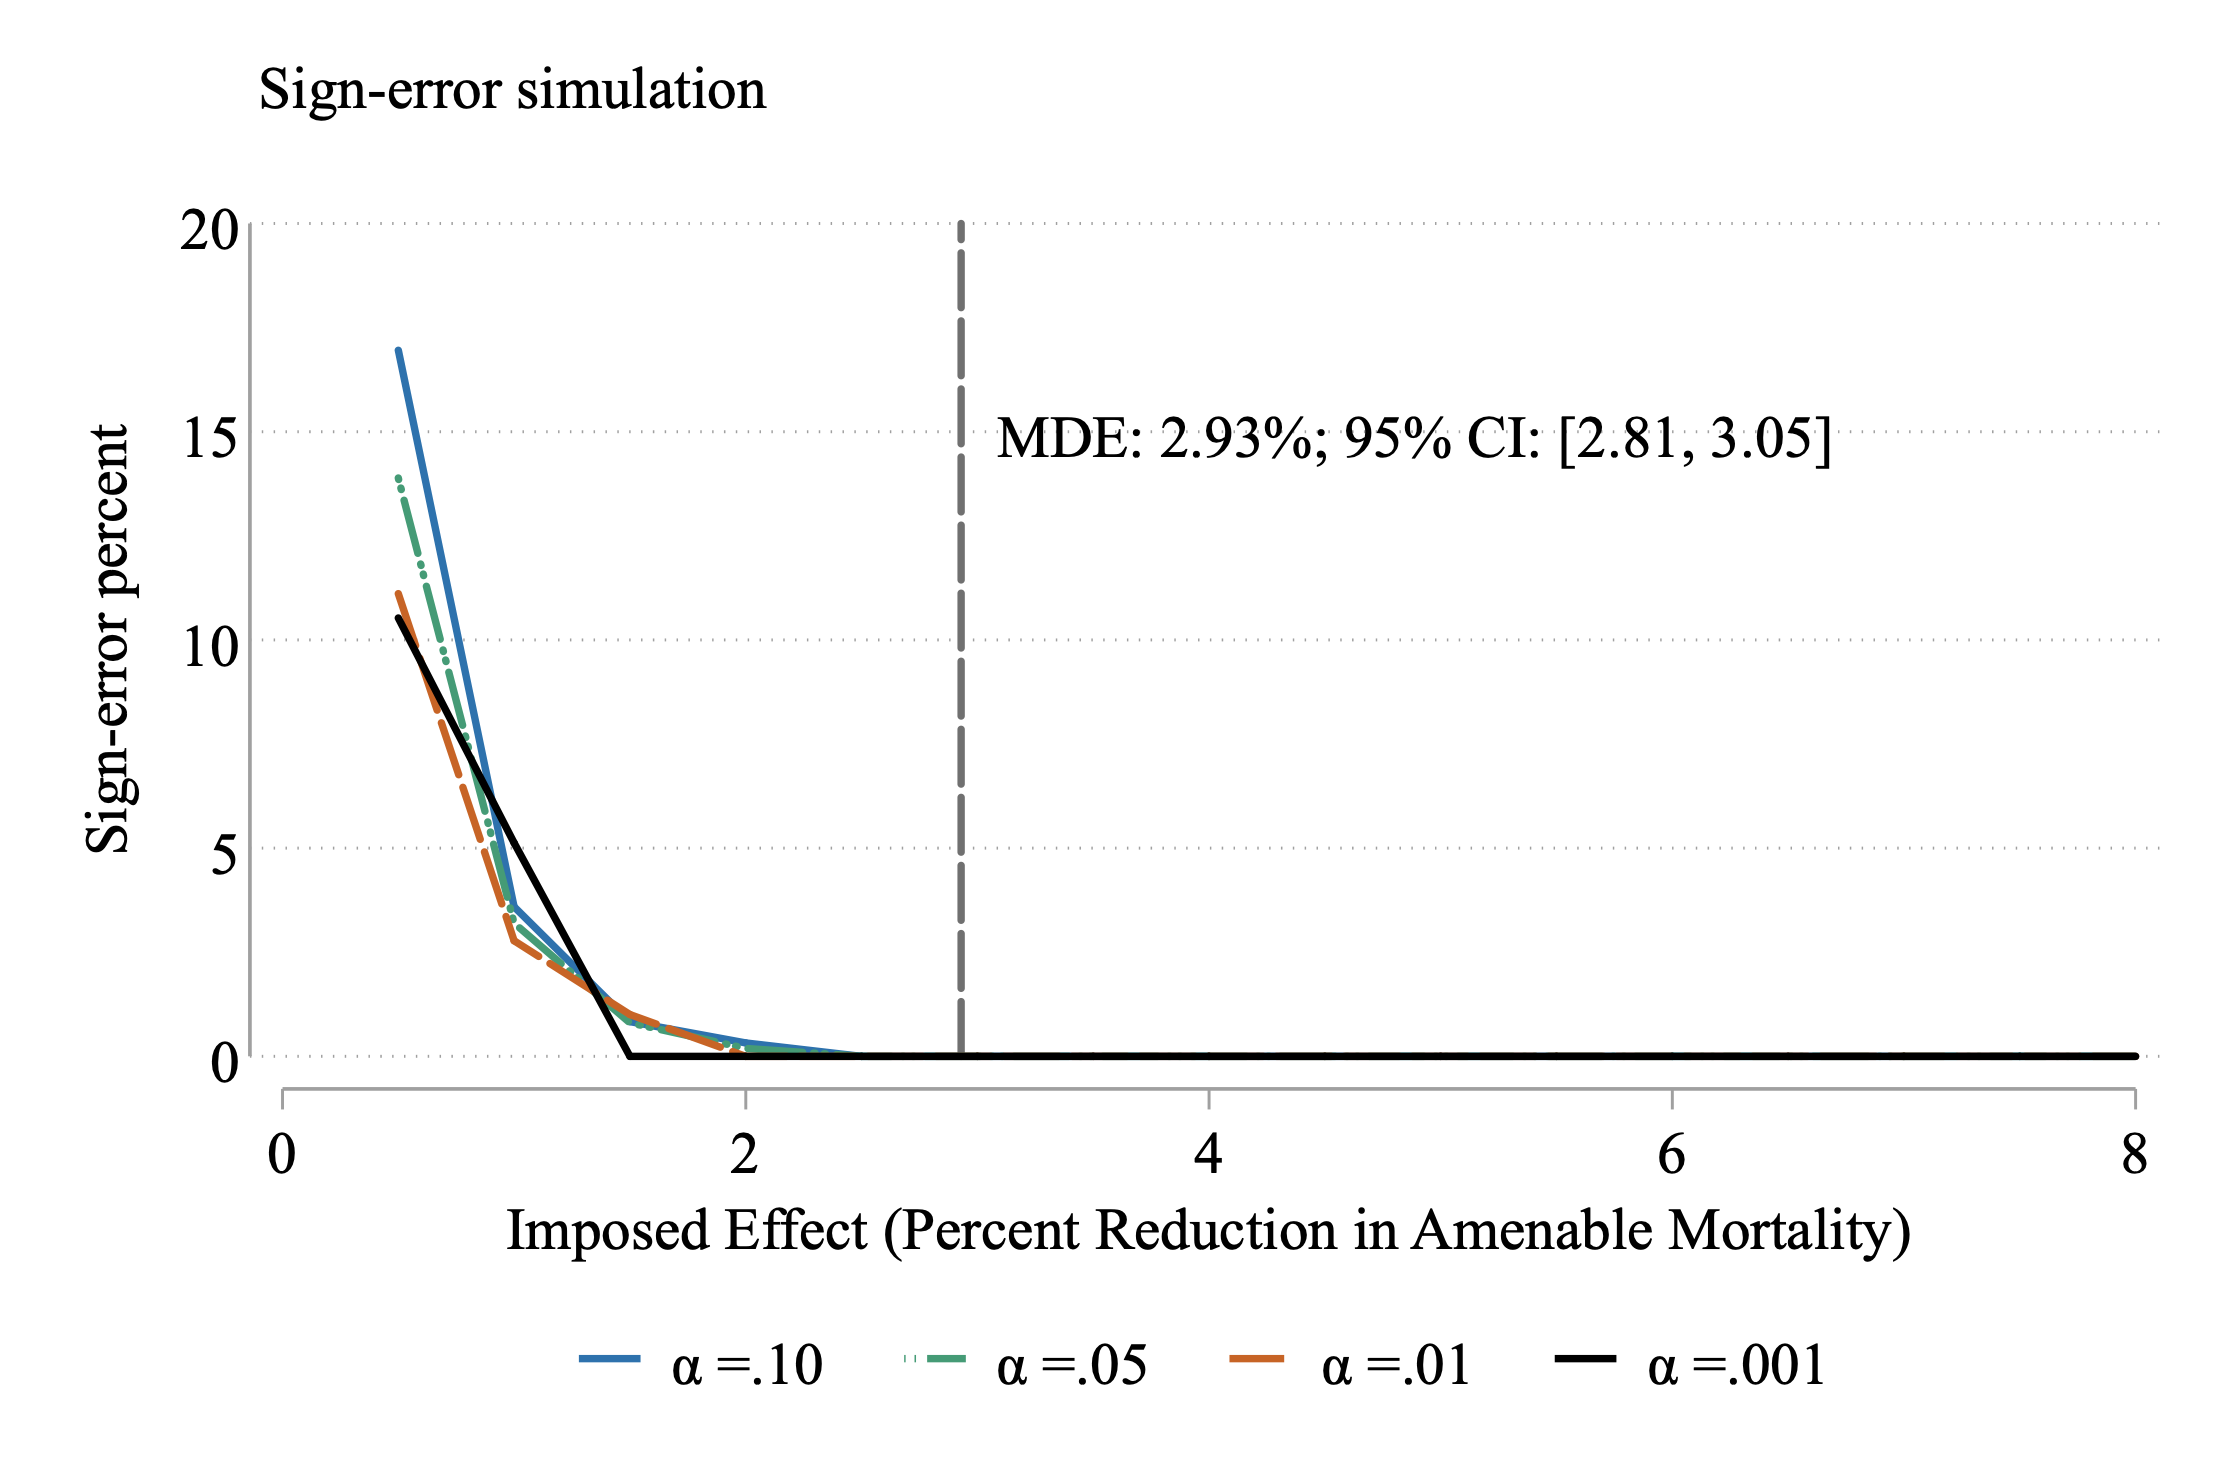 Sign-error simulation
20
15
10
5
0
Sign-error percent
MDE: 2.93%; 95% CI: [2.81, 3.05]
0 2 4 6 8
Imposed Effect (Percent Reduction in Amenable Mortality)
α =.10 α =.05 α =.01 α =.001